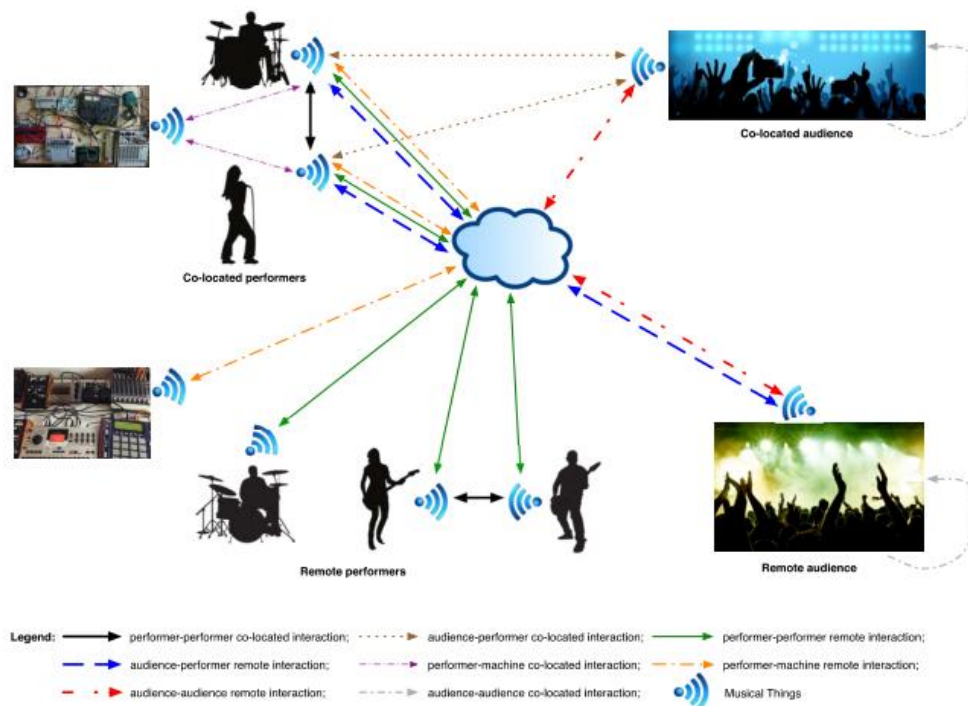 Co-located audience
Co-located performers
Remote performers
Remote audience
Legend: performer-performer co-located interaction; audience-performer co-located interaction; performer-performer remote interaction;
audience-performer remote interaction; performer-machine co-located interaction; performer-machine remote interaction;
audience-audience remote interaction; audience-audience co-located interaction; Musical Things